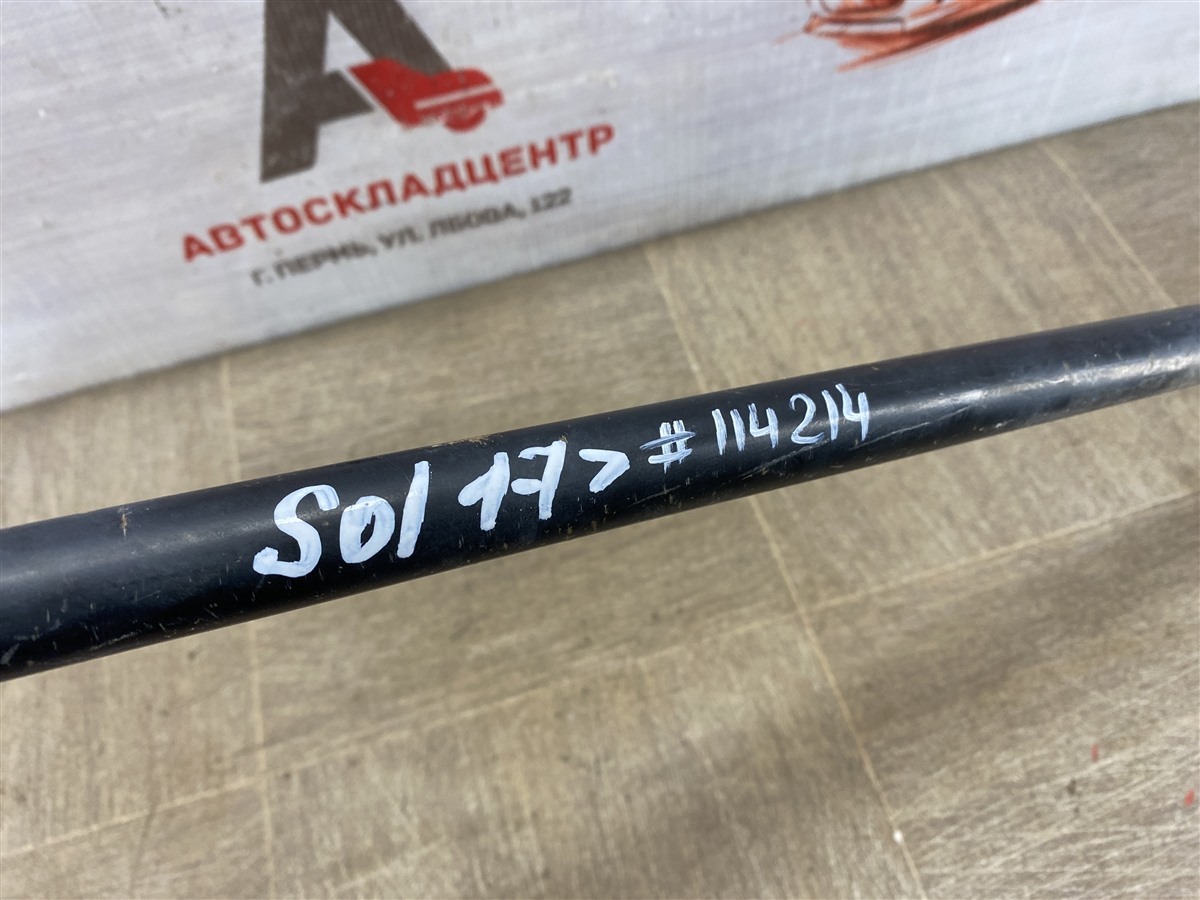 АВТОСКЛАДЦЕНТР
Г. ПЕРМЬ, УЛ. ЛЬВОВА, 122
Sol 17> #114214